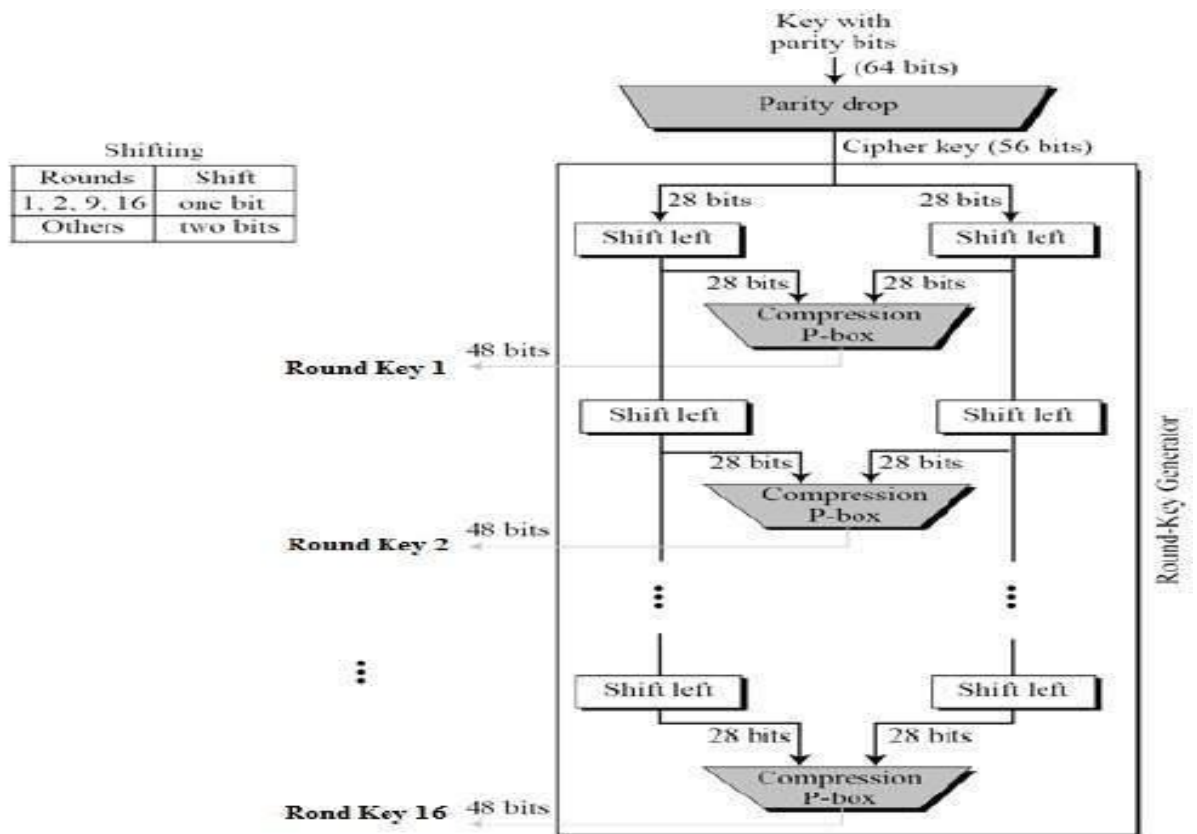 Key with
parity bits
(64 bits)
Parity drop
Cipher key (56 bits)
Shifting
Rounds Shift
1, 2, 9, 16 one bit
Others two bits
28 bits 28 bits
Shift left Shift left
28 bits 28 bits
Compression
P-box
48 bits
Round Key 1
Shift left Shift left
28 bits 28 bits
Compression
P-box
48 bits
Round Key 2
Round-Key Generator
Shift left Shift left
28 bits 28 bits
Compression
P-box
48 bits
Rond Key 16